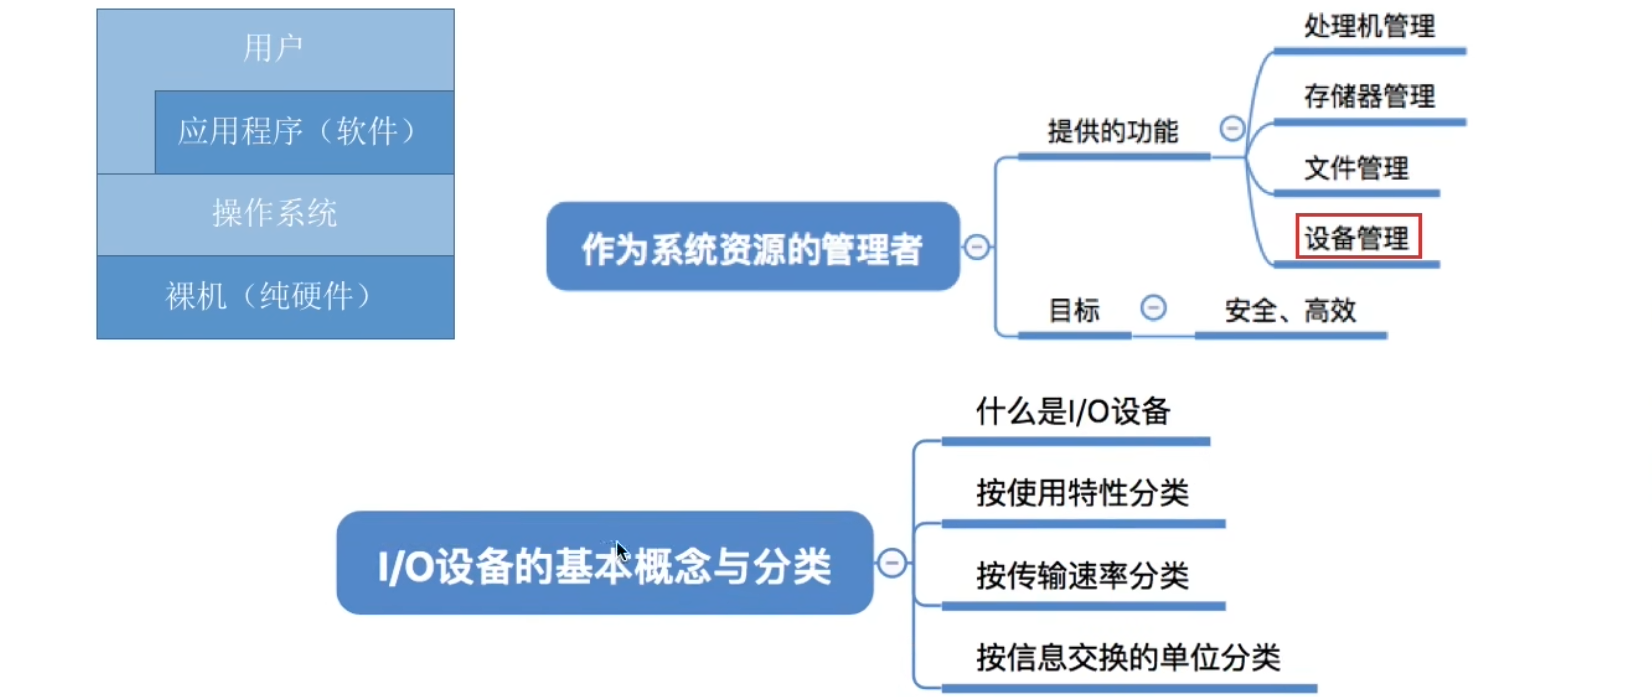 用户
应用程序（软件）
操作系统
裸机（纯硬件）
作为系统资源的管理者
提供的功能
处理机管理
存储器管理
文件管理
设备管理
目标
安全、高效
I/O设备的基本概念与分类
什么是I/O设备
按使用特性分类
按传输速率分类
按信息交换的单位分类